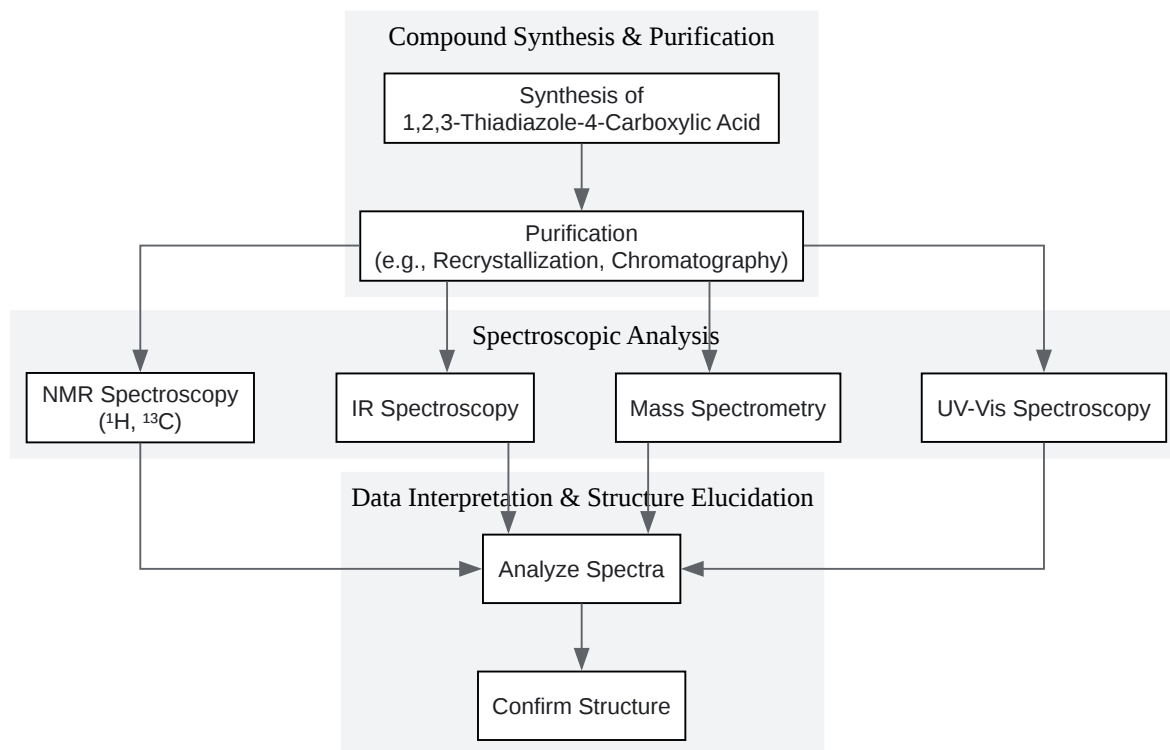 Compound Synthesis & Purification
Synthesis of
1,2,3-Thiadiazole-4-Carboxylic Acid
Purification
(e.g., Recrystallization, Chromatography)
Spectroscopic Analysis
NMR Spectroscopy
(¹H, ¹³C)
IR Spectroscopy
Mass Spectrometry
UV-Vis Spectroscopy
Data Interpretation & Structure Elucidation
Analyze Spectra
Confirm Structure